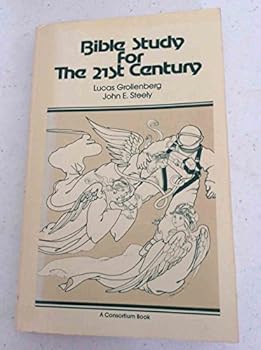 Bible Study
for
The 21st Century
Lucas Grollenberg
John E. Steely
A Consortium Book